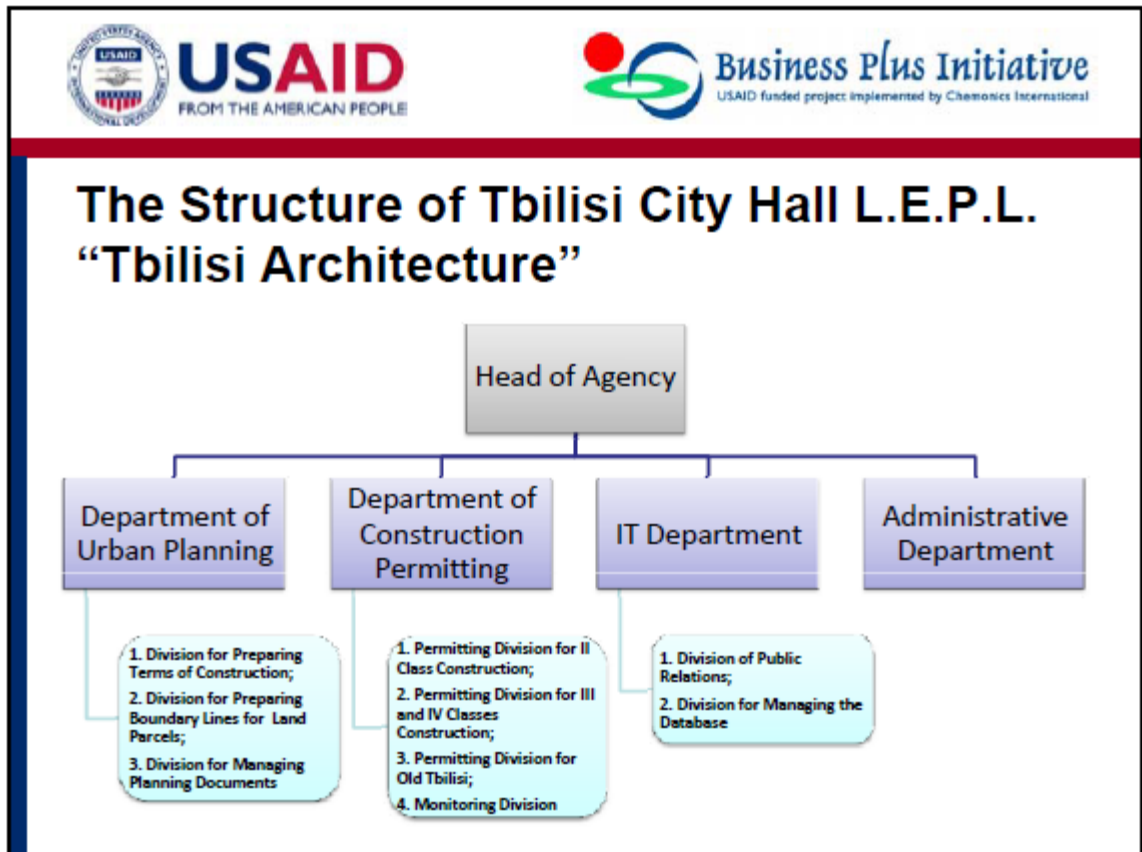 USAID
USAID
FROM THE AMERICAN PEOPLE
Business Plus Initiative
USAID funded project implemented by Chemonics International
The Structure of Tbilisi City Hall L.E.P.L.
“Tbilisi Architecture”
Head of Agency
Department of
Urban Planning
Department of
Construction
Permitting
IT Department
Administrative
Department
1. Division for Preparing
Terms of Construction;
2. Division for Preparing
Boundary Lines for Land
Parcels;
3. Division for Managing
Planning Documents
1. Permitting Division for II
Class Construction;
2. Permitting Division for III
and IV Classes
Construction;
3. Permitting Division for
Old Tbilisi;
4. Monitoring Division
1. Division of Public
Relations;
2. Division for Managing the
Database